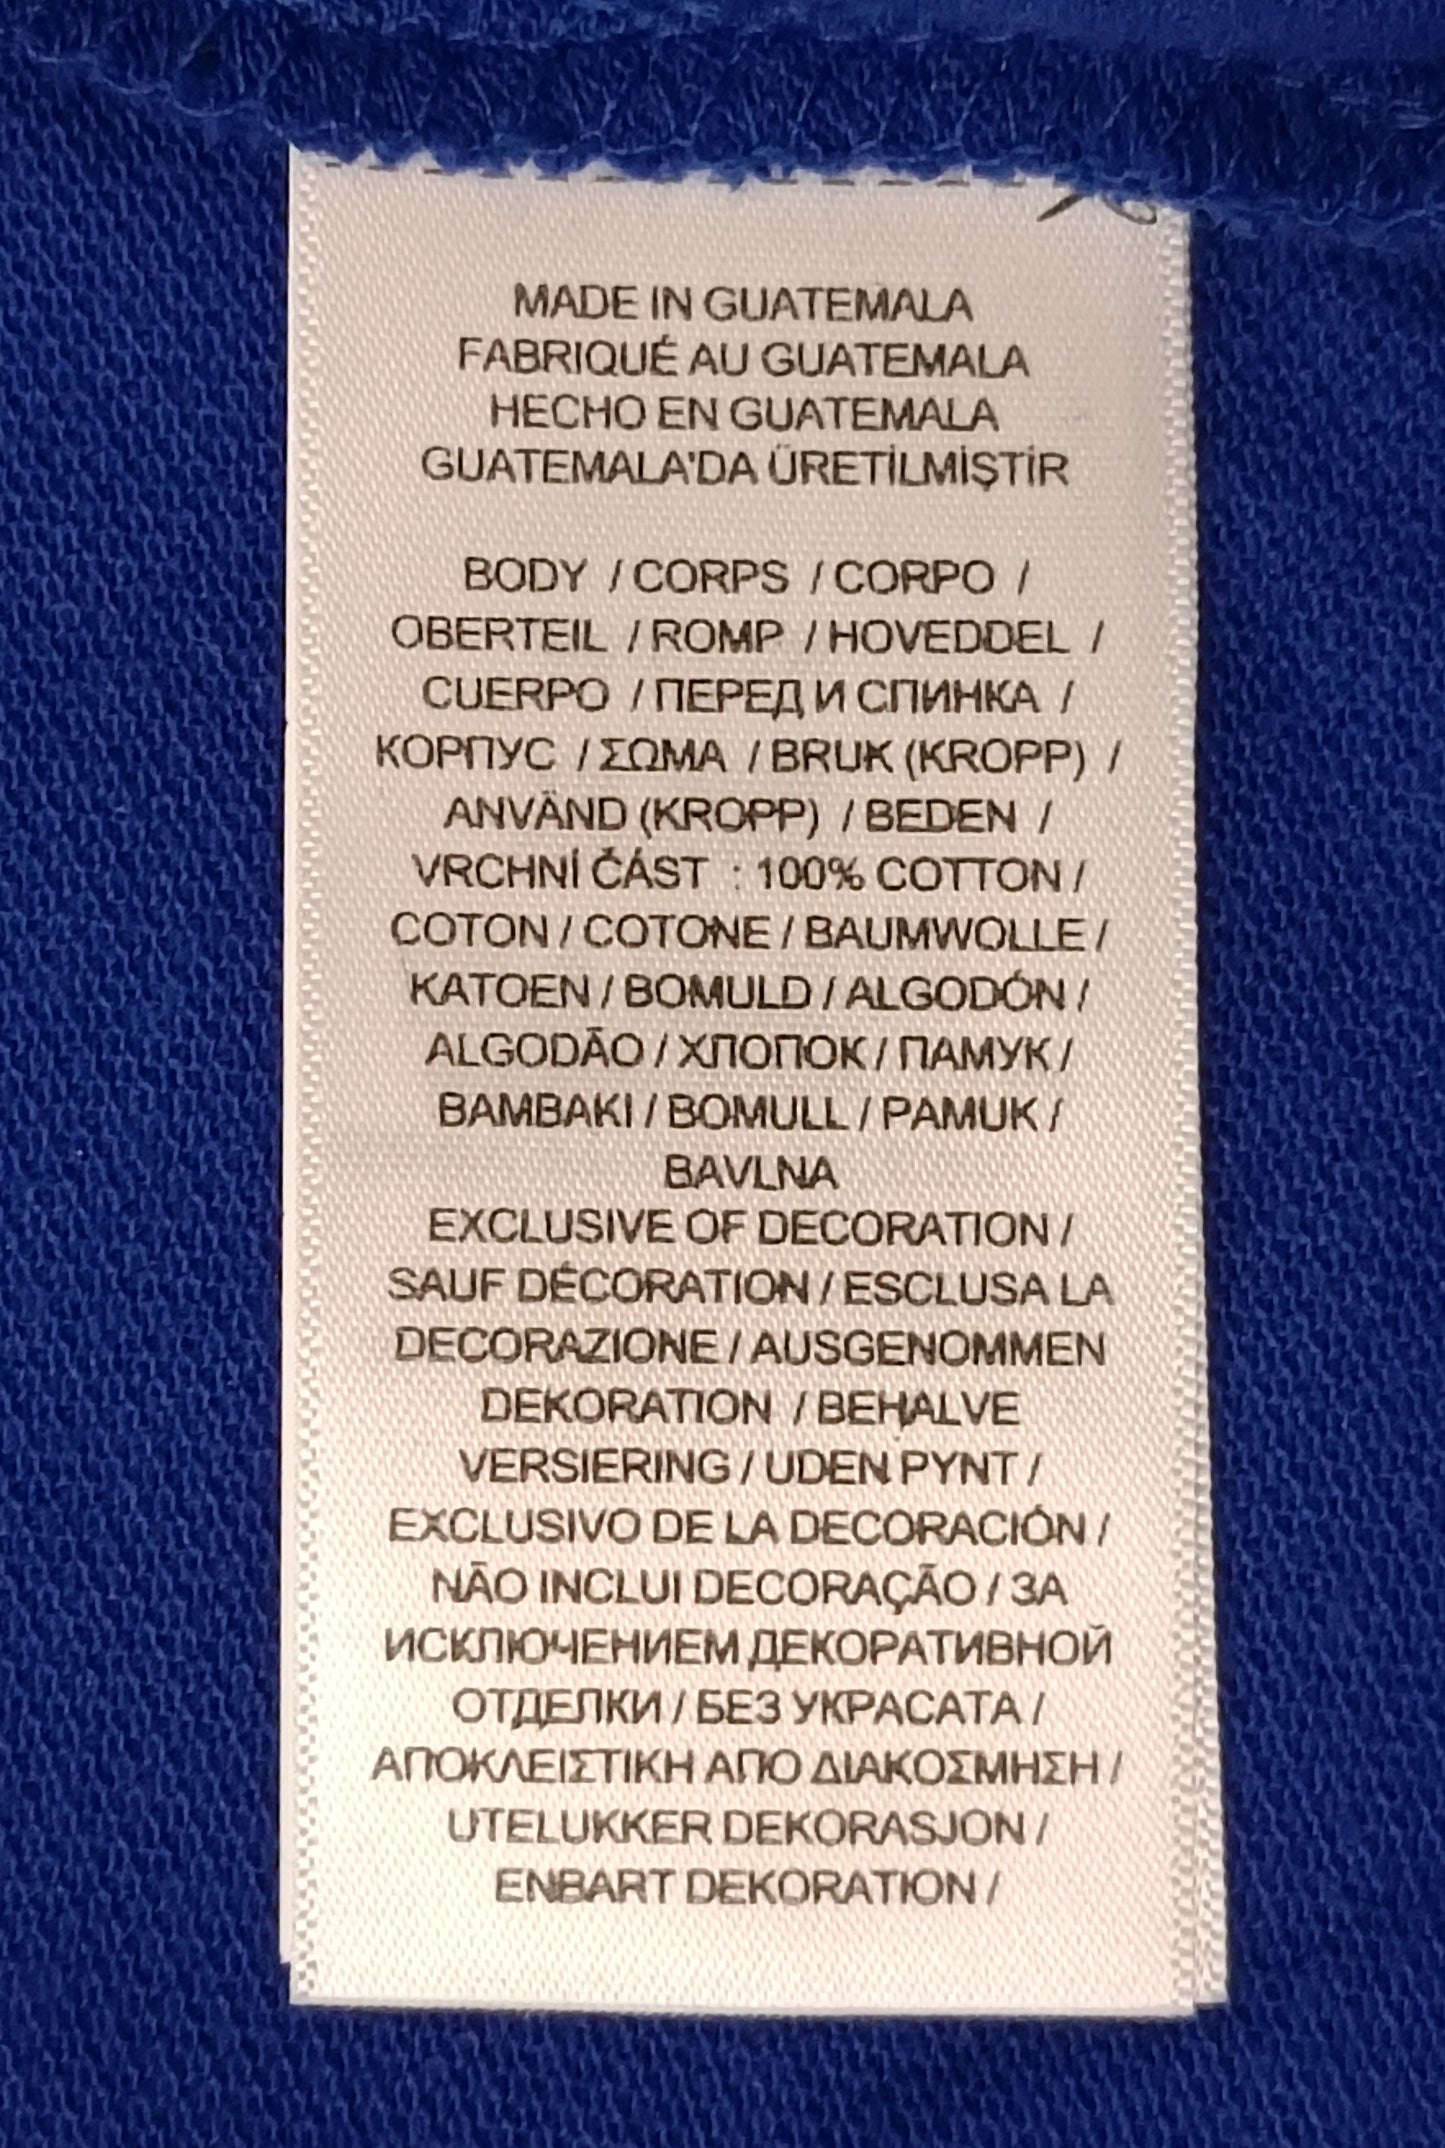 MADE IN GUATEMALA
FABRIQUÉ AU GUATEMALA
HECHO EN GUATEMALA
GUATEMALA'DA ÜRETİLMİŞTİR
BODY / CORPS / CORPO /
OBERTEIL / ROMP / HOVEDDEL /
CUERPO / ПЕРЕД И СПИНКА /
КОРПУС / ΣΩΜΑ / BRUK (KROPP) /
ANVÄND (KROPP) / BEDEN /
VRCHNÍ ČÁST : 100% COTTON /
COTON / COTONE / BAUMWOLLE /
KATOEN / BOMULD / ALGODÓN /
ALGODÃO / ХЛОПОК / ПАМУК /
BAMBAKI / BOMULL / PAMUK /
BAVLNA
EXCLUSIVE OF DECORATION /
SAUF DÉCORATION / ESCLUSA LA
DECORAZIONE / AUSGENOMMEN
DEKORATION / BEHALVE
VERSIERING / UDEN PYNT /
EXCLUSIVO DE LA DECORACIÓN /
NÃO INCLUI DECORAÇÃO / ЗА
ИСКЛЮЧЕНИЕМ ДЕКОРАТИВНОЙ
ОТДЕЛКИ / БЕЗ УКРАСАТА /
ΑΠΟΚΛΕΙΣΤΙΚΗ ΑΠΟ ΔΙΑΚΟΣΜΗΣΗ /
UTELUKKER DEKORASJON /
ENBART DEKORATION /